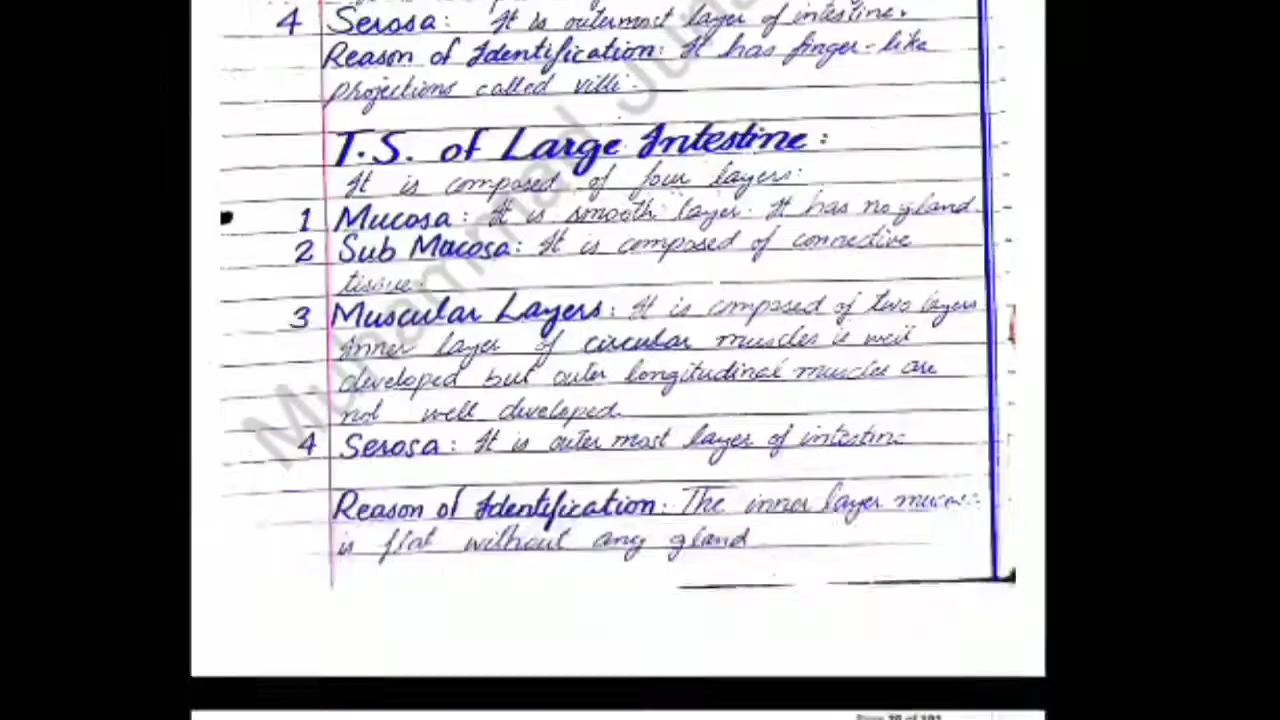 4 Serosa: It is outermost layer of intestine.
Reason of Identification: It has finger-like
projections called villi.
T.S. of Large Intestine:
It is composed of four layers:
1 Mucosa: It is smooth layer. It has no gland
2 Sub Mucosa: It is composed of connective
tissue.
3 Muscular Layers: It is composed of two layers
Inner layer of circular muscles is well
developed but outer longitudinal muscles are
not well developed.
4 Serosa: It is outer most layer of intestine
Reason of Identification: The inner layer
is flat without any gland
Muhammad